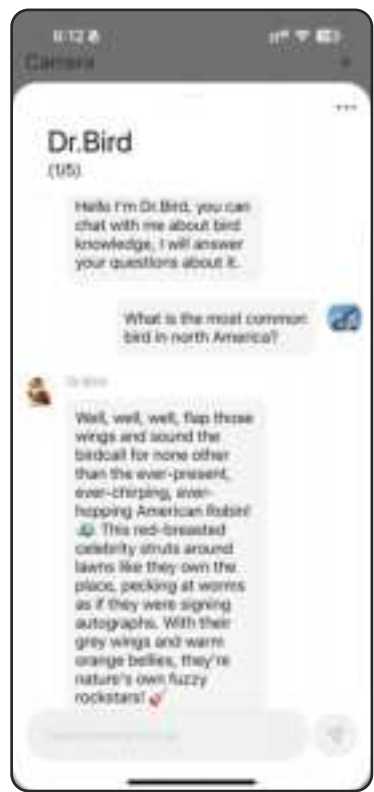 9:12
Camera
Dr.Bird
(1/5)
Hello I'm Dr.Bird, you can
chat with me about bird
knowledge, I will answer
your questions about it.
What is the most common
bird in north America?
Dr.Bird
Well, well, well, flap those
wings and sound the
birdcall for none other
than the ever-present,
ever-chirping, ever-
hopping American Robin!
This red-breasted
celebrity struts around
lawns like they own the
place, pecking at worms
as if they were signing
autographs. With their
grey wings and warm
orange bellies, they're
nature's own fuzzy
rockstars!